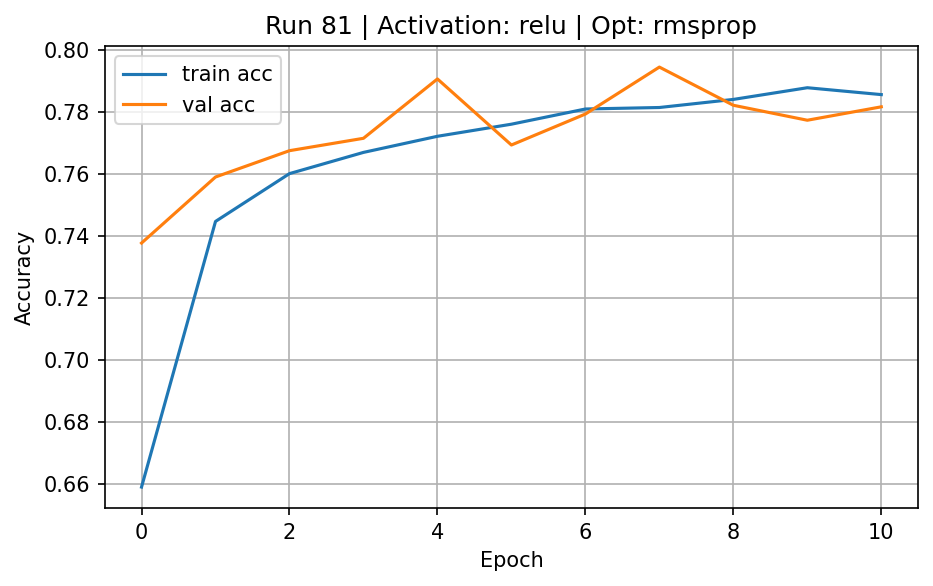 Run 81 | Activation: relu | Opt: rmsprop
train acc
val acc
0.80
0.78
0.76
0.74
0.72
0.70
0.68
0.66
Accuracy
0 2 4 6 8 10
Epoch